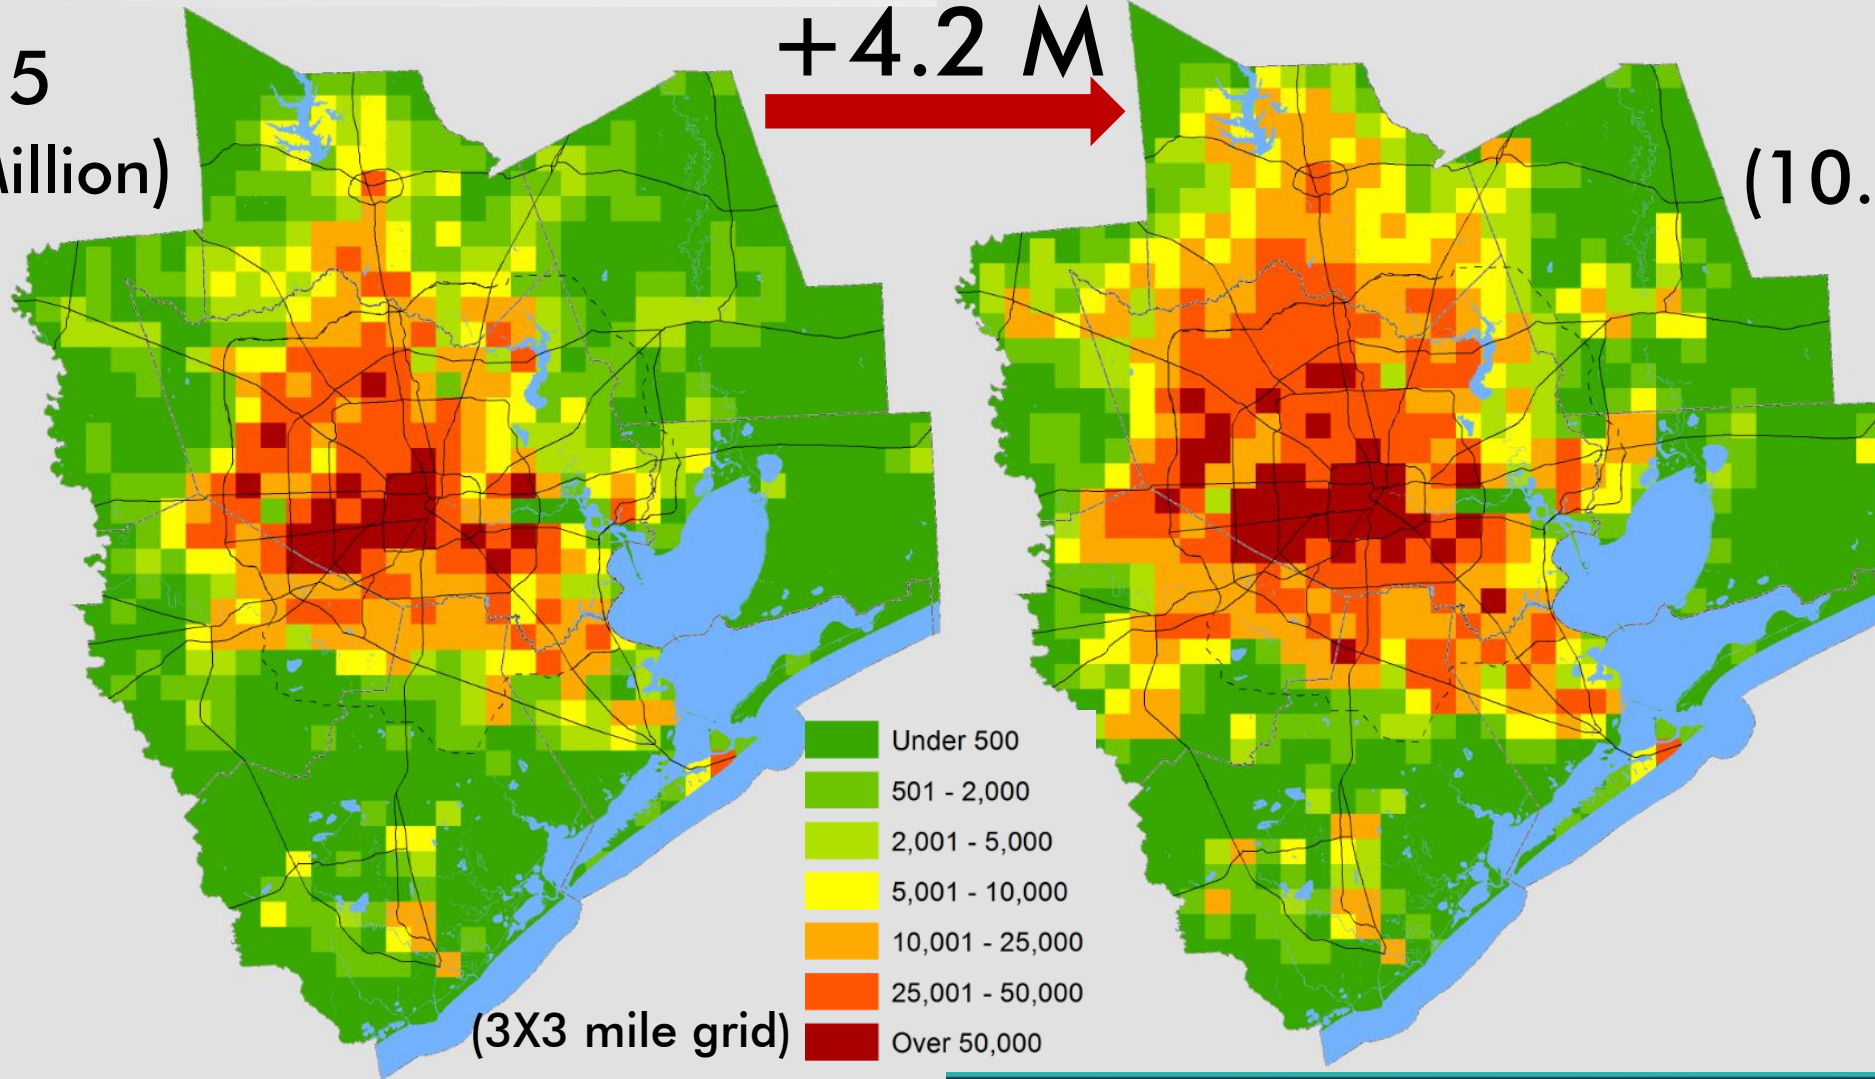 5
Million)
+4.2 M
(10.
Under 500
501 - 2,000
2,001 - 5,000
5,001 - 10,000
10,001 - 25,000
25,001 - 50,000
Over 50,000
(3X3 mile grid)